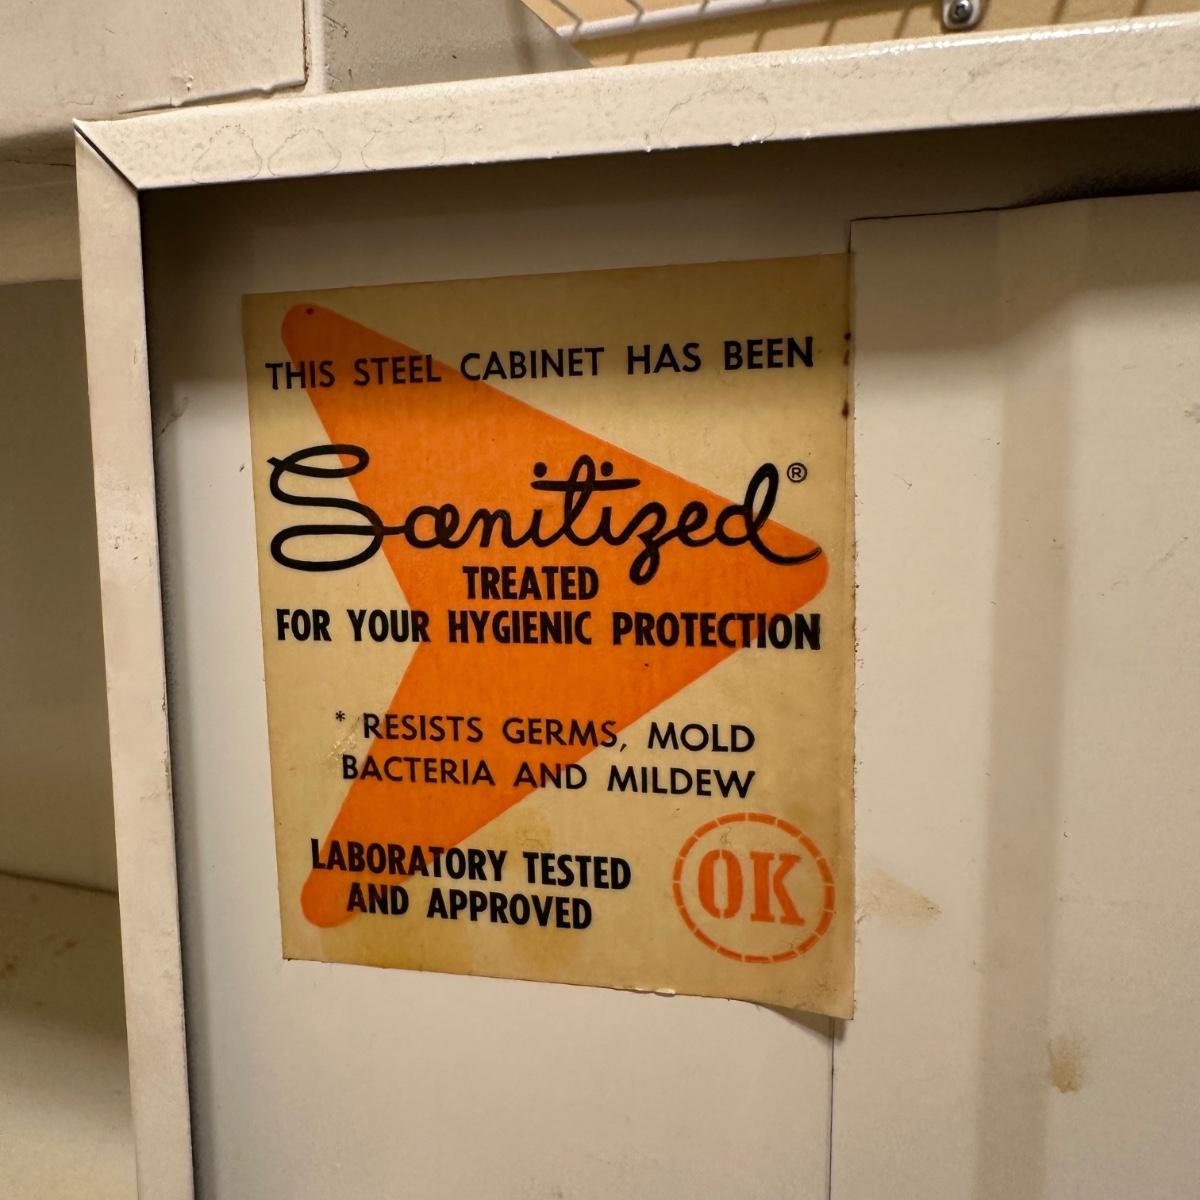 THIS STEEL CABINET HAS BEEN
Sanitized®
TREATED
FOR YOUR HYGIENIC PROTECTION
* RESISTS GERMS, MOLD
BACTERIA AND MILDEW
LABORATORY TESTED
AND APPROVED
OK